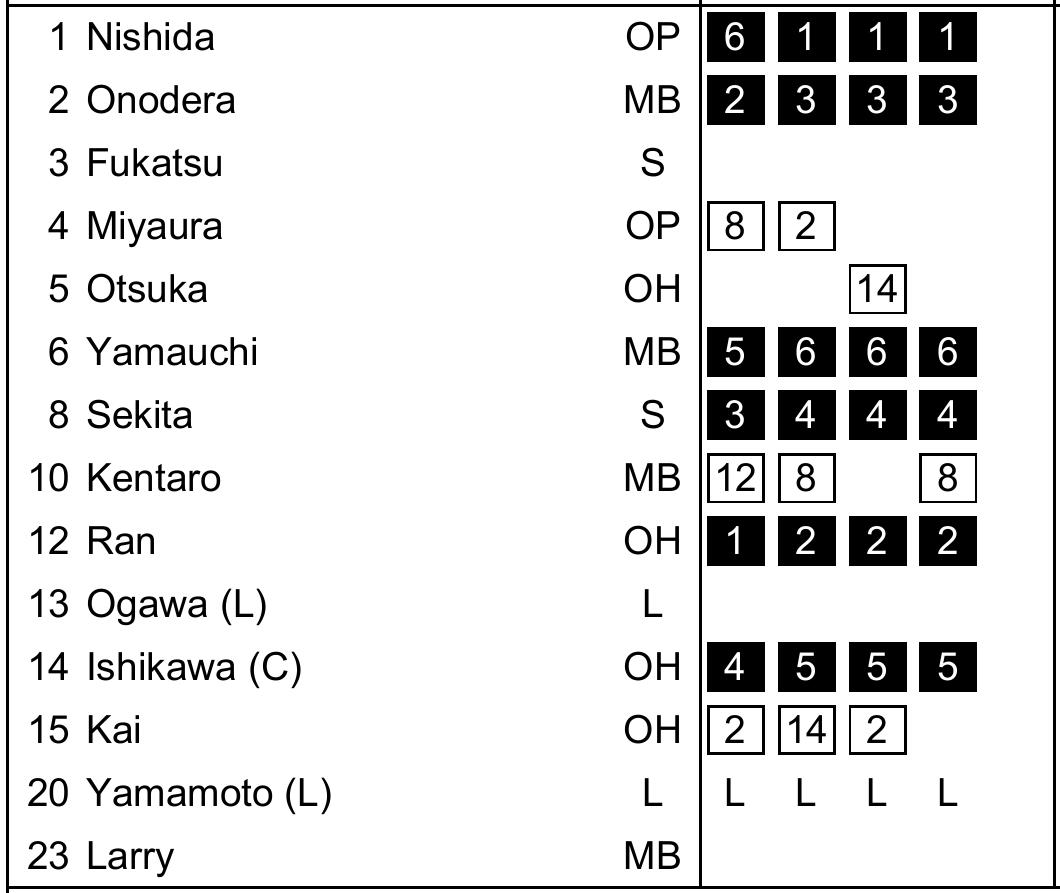 1 Nishida OP 6 1 1 1
2 Onodera MB 2 3 3 3
3 Fukatsu S
4 Miyaura OP 8 2
5 Otsuka OH 14
6 Yamauchi MB 5 6 6 6
8 Sekita S 3 4 4 4
10 Kentaro MB 12 8 8
12 Ran OH 1 2 2 2
13 Ogawa (L) L
14 Ishikawa (C) OH 4 5 5 5
15 Kai OH 2 14 2
20 Yamamoto (L) L L L L L
23 Larry MB